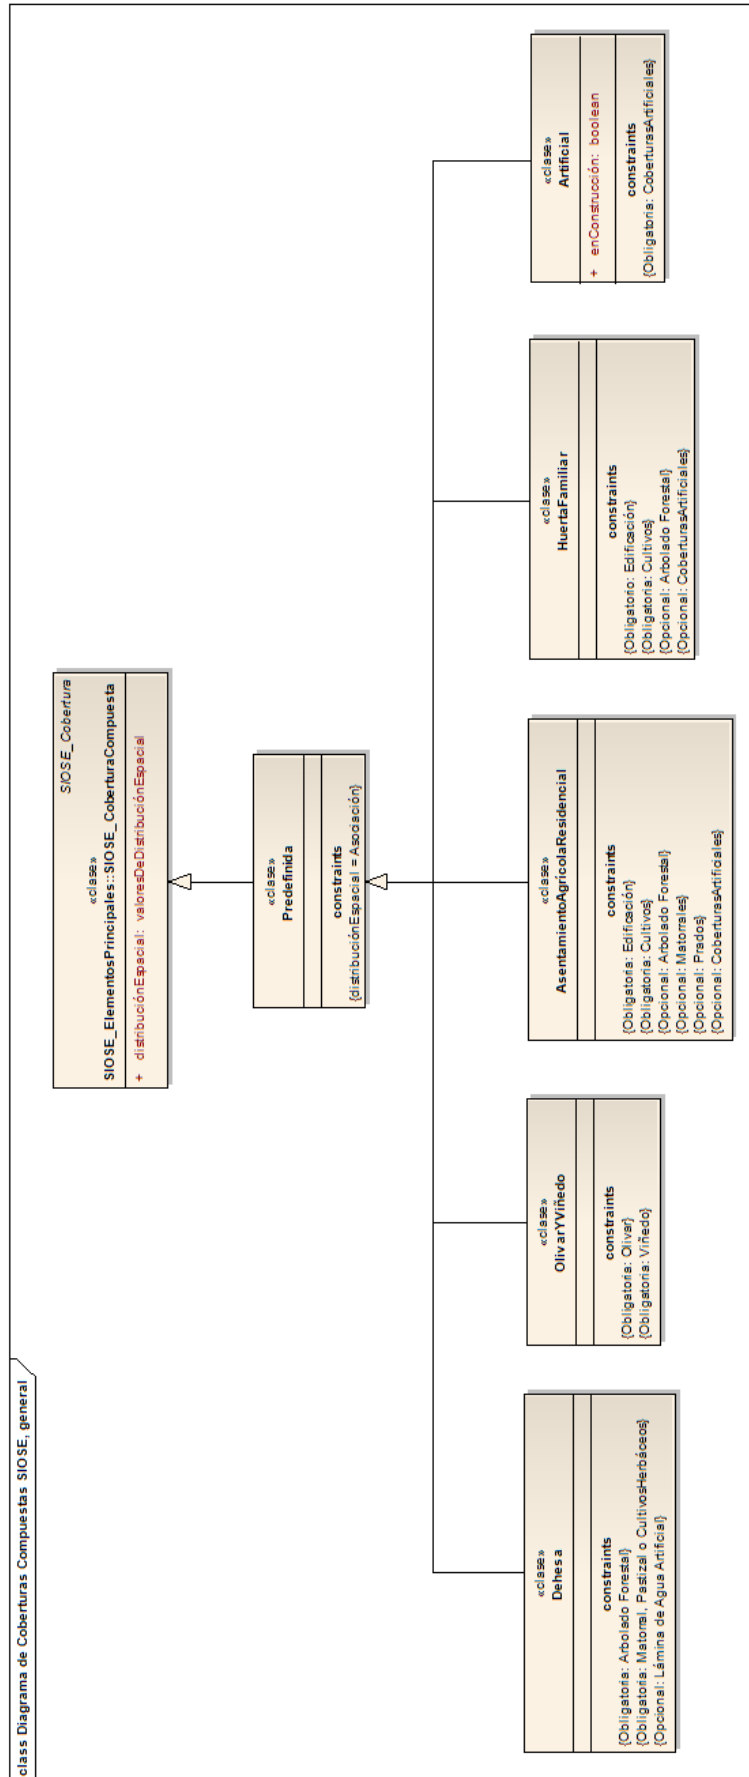 class Diagrama de Coberturas Compuestas SIOSE, general
SIOSE_Cobertura
«clase»
SIOSE_ElementosPrincipales::SIOSE_CoberturaCompuesta
+ distribuciónEspacial: valoresDeDistribuciónEspacial
«clase»
Predefinida
constraints
{distribuciónEspacial = Asociación}
«clase»
Dehesa
constraints
{Obligatoria: Arbolado Forestal}
{Obligatoria: Matorral, Pastizal o CultivosHerbáceos}
{Opcional: Lámina de Agua Artificial}
«clase»
OlivarYViñedo
constraints
{Obligatoria: Olivar}
{Obligatoria: Viñedo}
«clase»
AsentamientoAgrícolaResidencial
constraints
{Obligatoria: Edificación}
{Obligatoria: Cultivos}
{Opcional: Arbolado Forestal}
{Opcional: Matorrales}
{Opcional: Prados}
{Opcional: CoberturasArtificiales}
«clase»
HuertaFamiliar
constraints
{Obligatorio: Edificación}
{Obligatoria: Cultivos}
{Opcional: Arbolado Forestal}
{Opcional: CoberturasArtificiales}
«clase»
Artificial
+ enConstrucción: boolean
constraints
{Obligatoria: CoberturasArtificiales}